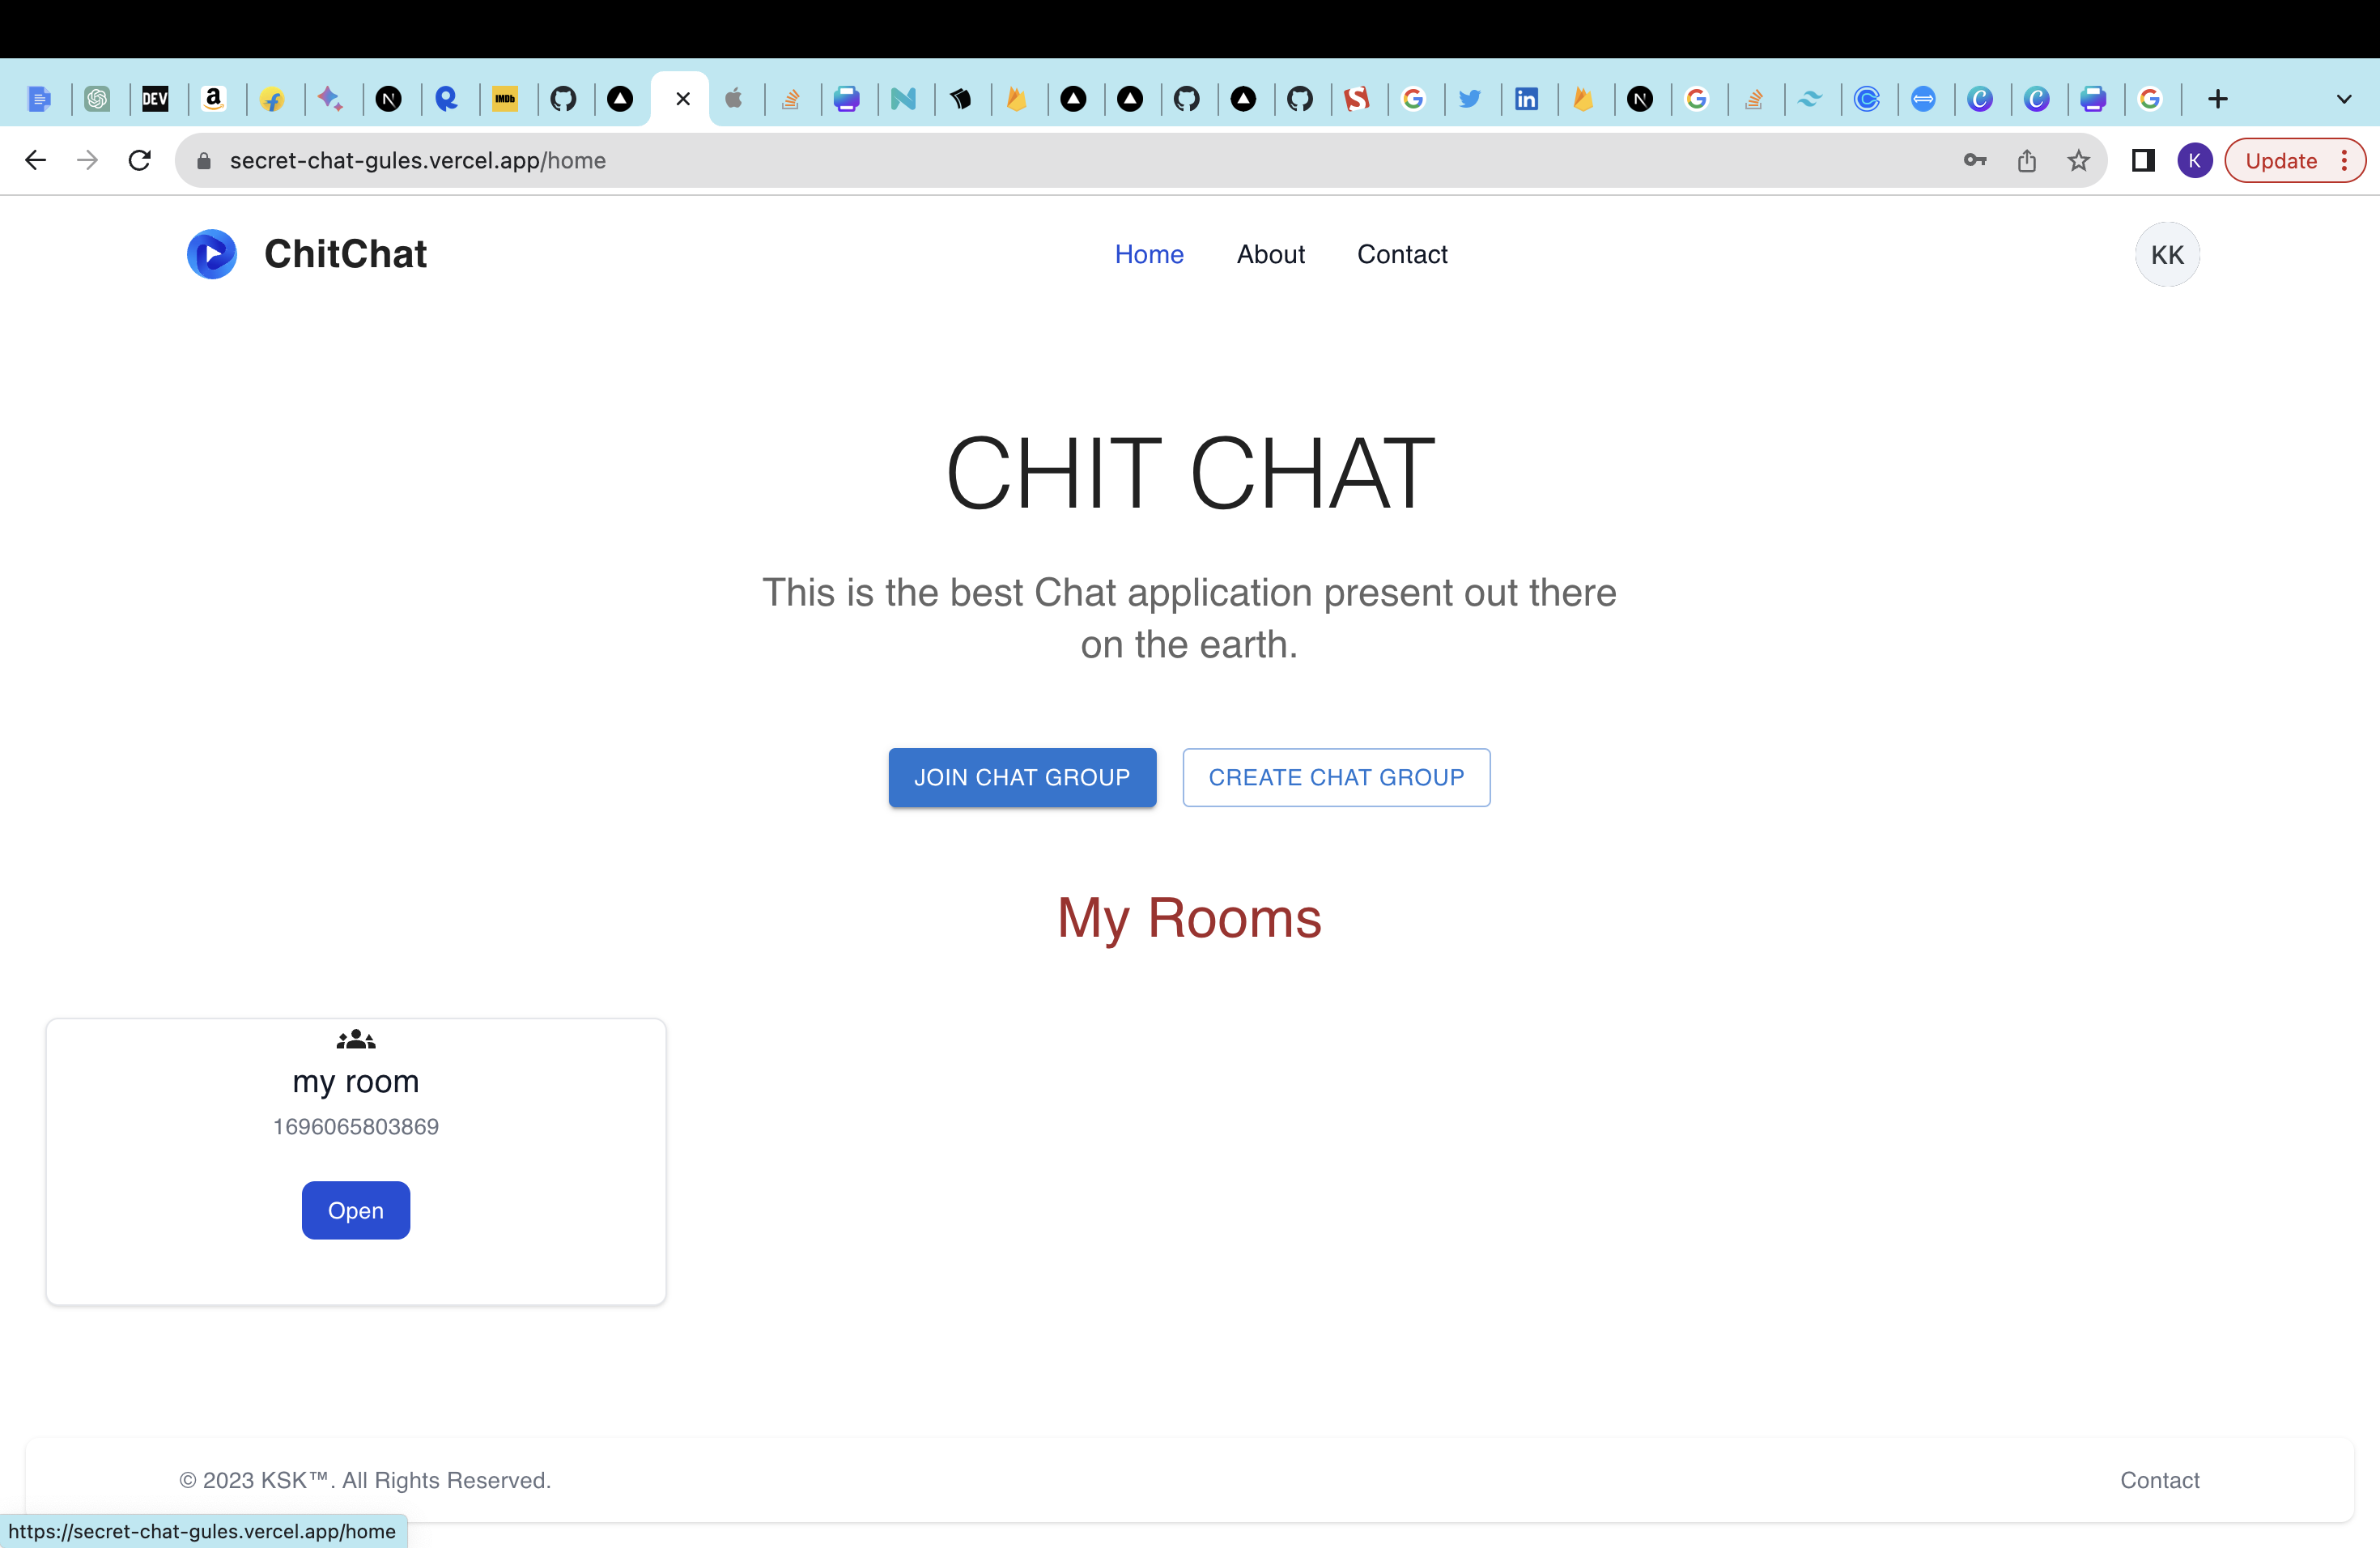 DEV
a
N
IMDb
N
S
in
N
secret-chat-gules.vercel.app/home
K
Update
ChitChat
Home
About
Contact
KK
CHIT CHAT
This is the best Chat application present out there
on the earth.
JOIN CHAT GROUP
CREATE CHAT GROUP
My Rooms
my room
1696065803869
Open
© 2023 KSK™. All Rights Reserved.
Contact
https://secret-chat-gules.vercel.app/home